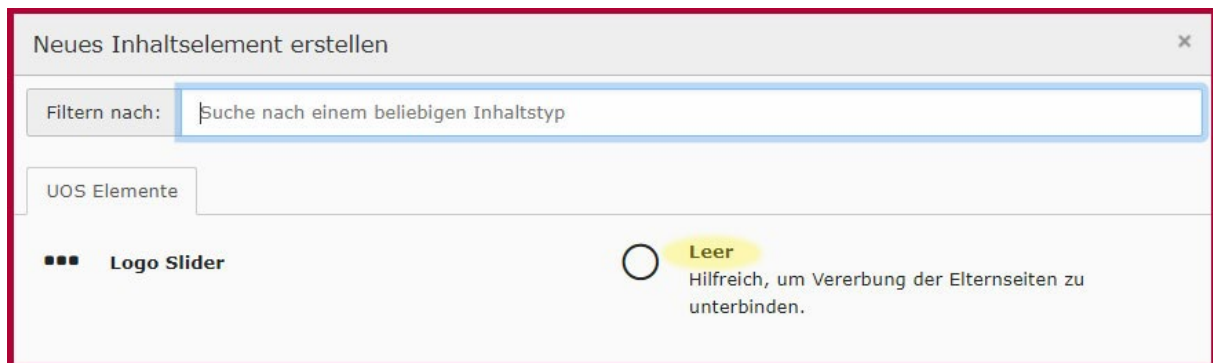 Neues Inhaltselement erstellen
×
Filtern nach:
Suche nach einem beliebigen Inhaltstyp
UOS Elemente
Logo Slider
Leer
Hilfreich, um Vererbung der Elternseiten zu
unterbinden.